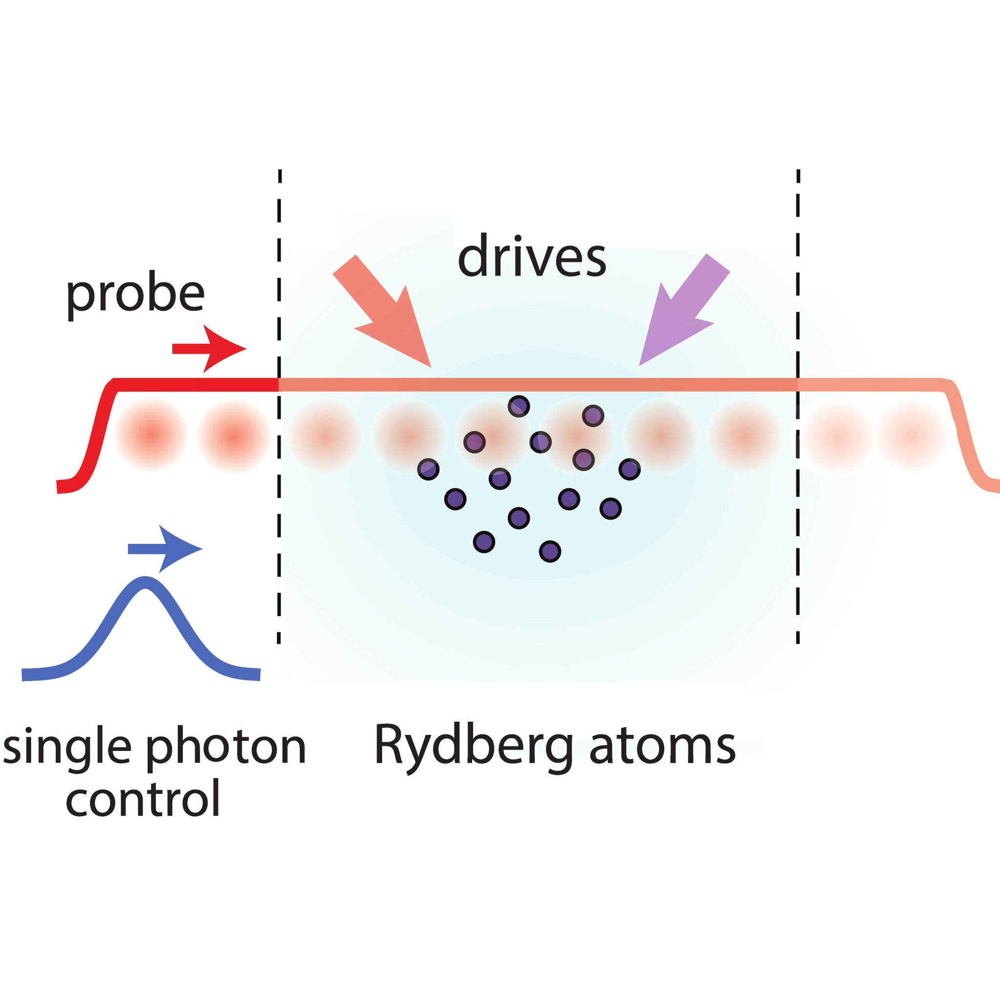 drives
probe
single photon
control
Rydberg atoms